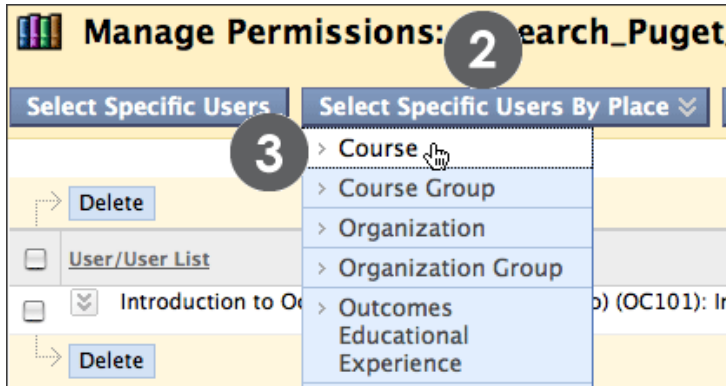 Manage Permissions: earch_Puget_
2
Select Specific Users Select Specific Users By Place
3
Course
Delete
Course Group
Organization
User/User List
Organization Group
Introduction to Oc o) (OC101): In
Outcomes
Educational
Experience
Delete